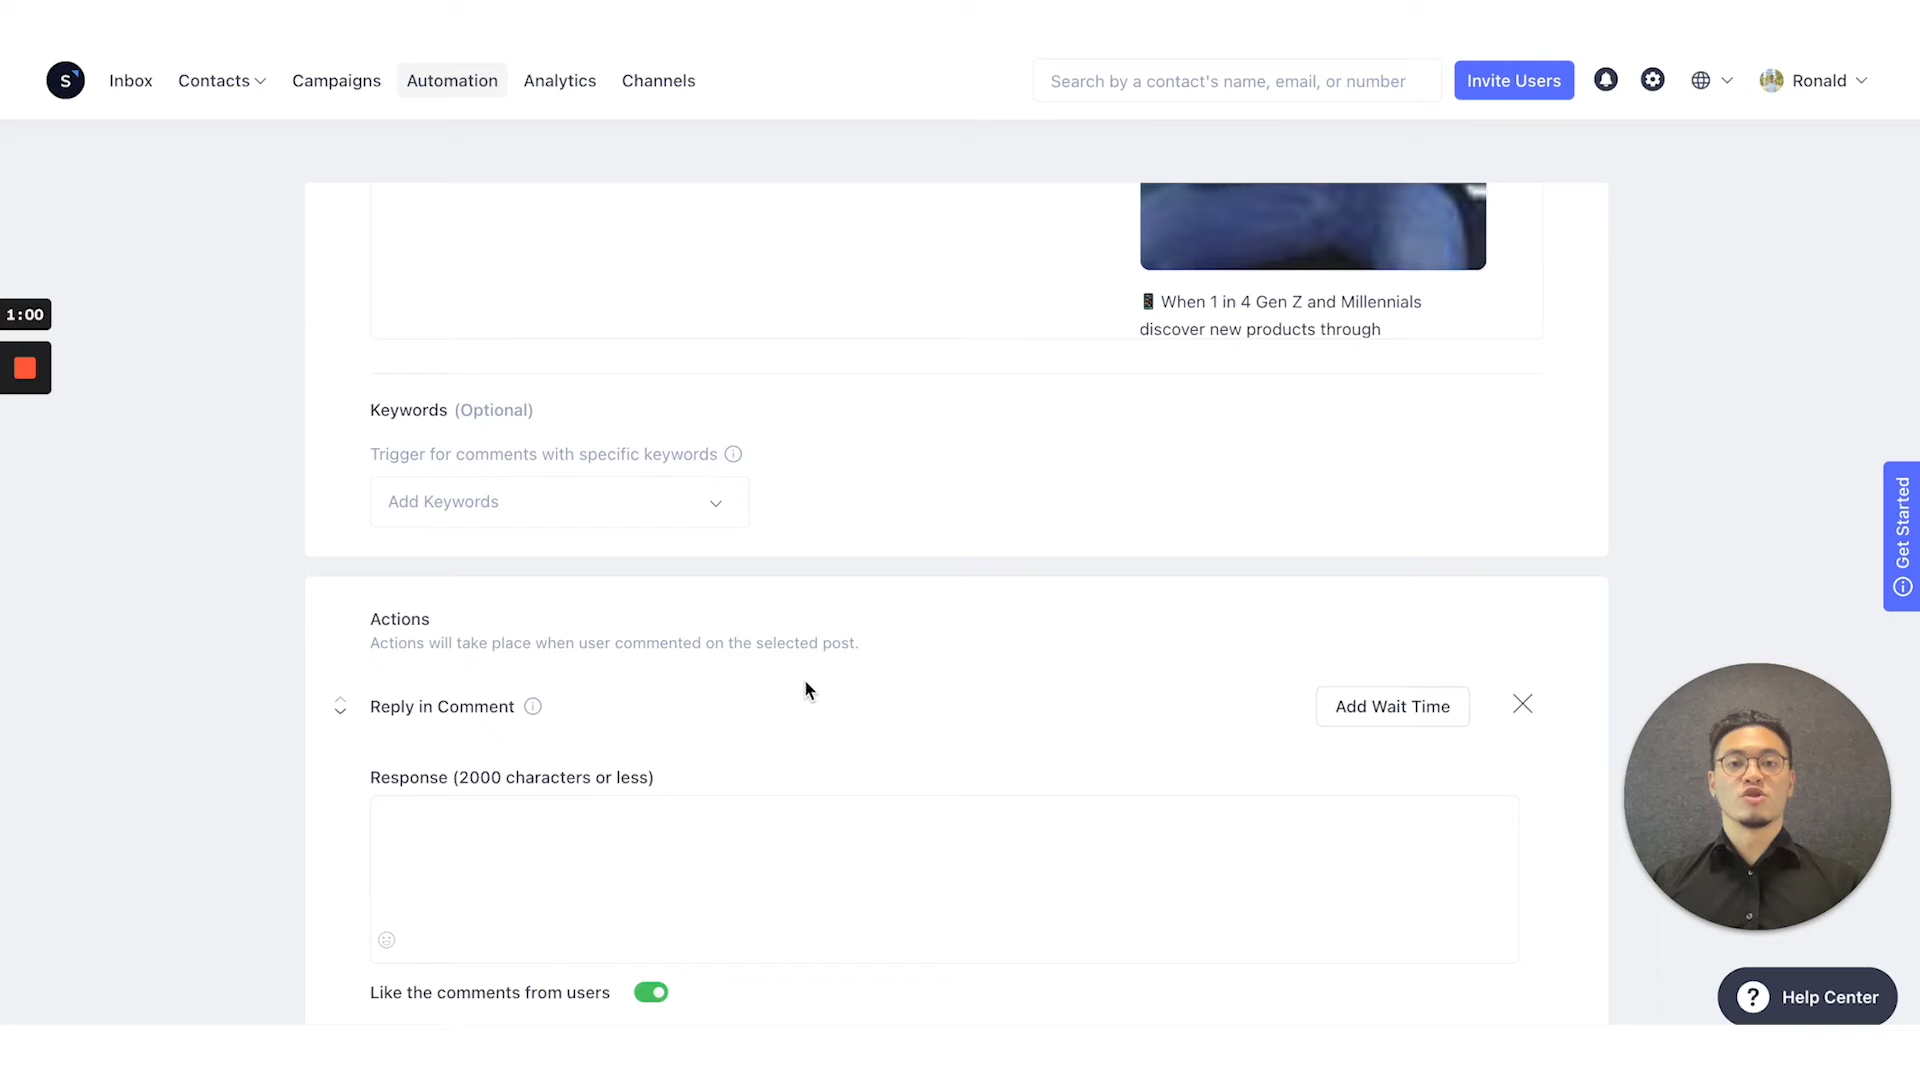 S
Inbox
Contacts
Campaigns
Automation
Analytics
Channels
Search by a contact's name, email, or number
Invite Users
Ronald
1:00
📱 When 1 in 4 Gen Z and Millennials
discover new products through
Keywords (Optional)
Trigger for comments with specific keywords
Add Keywords
Get Started
Actions
Actions will take place when user commented on the selected post.
Reply in Comment
Add Wait Time
Response (2000 characters or less)
Like the comments from users
? Help Center